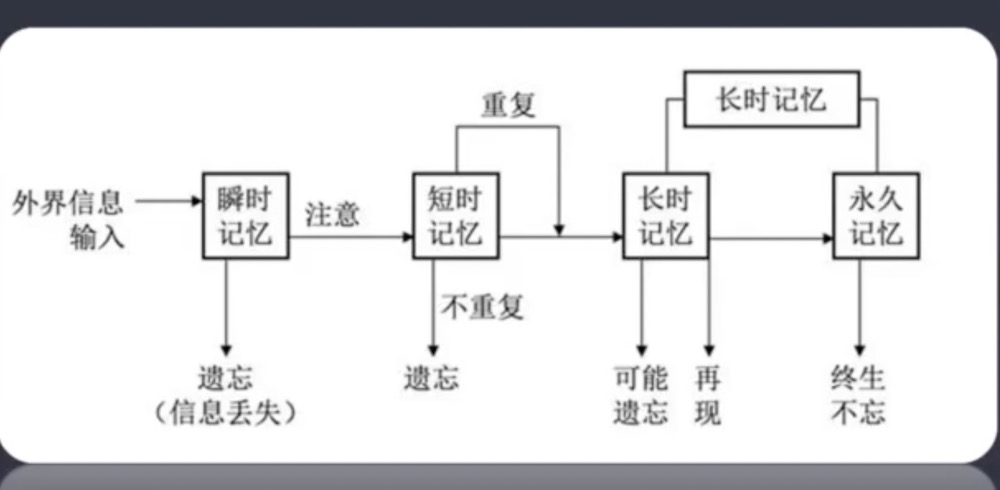 长时记忆
重复
外界信息
输入
瞬时
记忆
注意
短时
记忆
长时
记忆
永久
记忆
不重复
遗忘
（信息丢失）
遗忘
可能
遗忘
再
现
终生
不忘